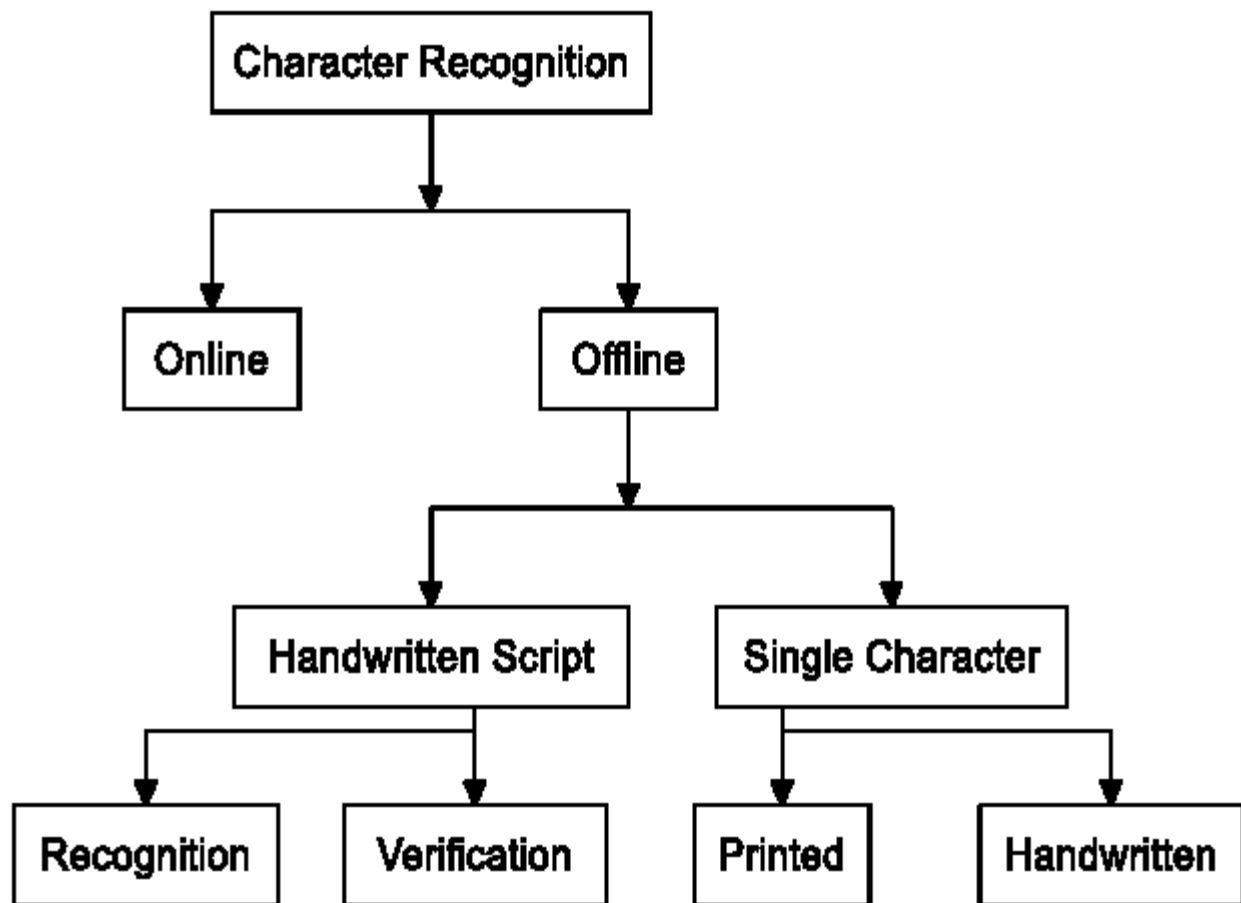 Character Recognition
Online
Offline
Handwritten Script
Single Character
Recognition
Verification
Printed
Handwritten